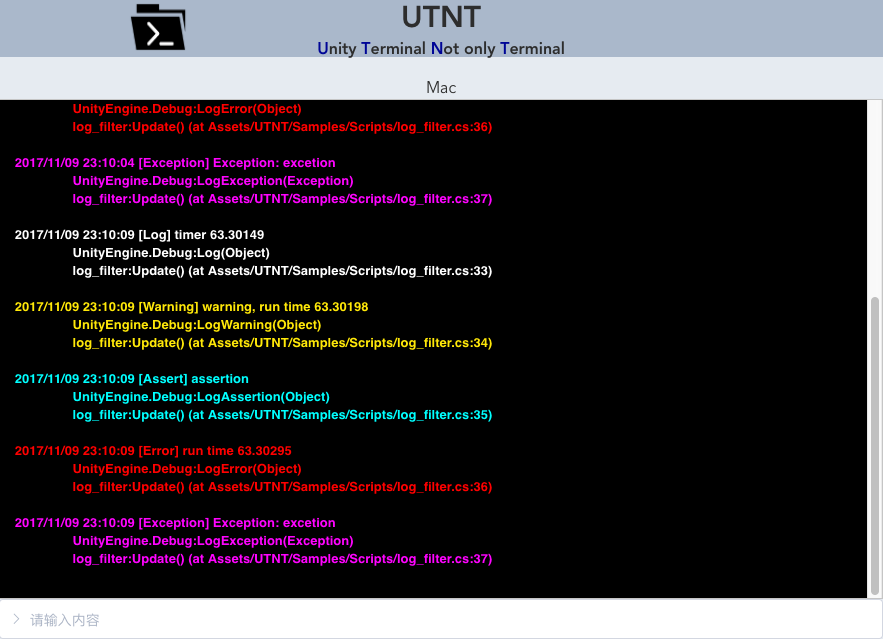 UTNT
Unity Terminal Not only Terminal
Mac
UnityEngine.Debug:LogError(Object)
log_filter:Update() (at Assets/UTNT/Samples/Scripts/log_filter.cs:36)
2017/11/09 23:10:04 [Exception] Exception: excetion
UnityEngine.Debug:LogException(Exception)
log_filter:Update() (at Assets/UTNT/Samples/Scripts/log_filter.cs:37)
2017/11/09 23:10:09 [Log] timer 63.30149
UnityEngine.Debug:Log(Object)
log_filter:Update() (at Assets/UTNT/Samples/Scripts/log_filter.cs:33)
2017/11/09 23:10:09 [Warning] warning, run time 63.30198
UnityEngine.Debug:LogWarning(Object)
log_filter:Update() (at Assets/UTNT/Samples/Scripts/log_filter.cs:34)
2017/11/09 23:10:09 [Assert] assertion
UnityEngine.Debug:LogAssertion(Object)
log_filter:Update() (at Assets/UTNT/Samples/Scripts/log_filter.cs:35)
2017/11/09 23:10:09 [Error] run time 63.30295
UnityEngine.Debug:LogError(Object)
log_filter:Update() (at Assets/UTNT/Samples/Scripts/log_filter.cs:36)
2017/11/09 23:10:09 [Exception] Exception: excetion
UnityEngine.Debug:LogException(Exception)
log_filter:Update() (at Assets/UTNT/Samples/Scripts/log_filter.cs:37)
请输入内容